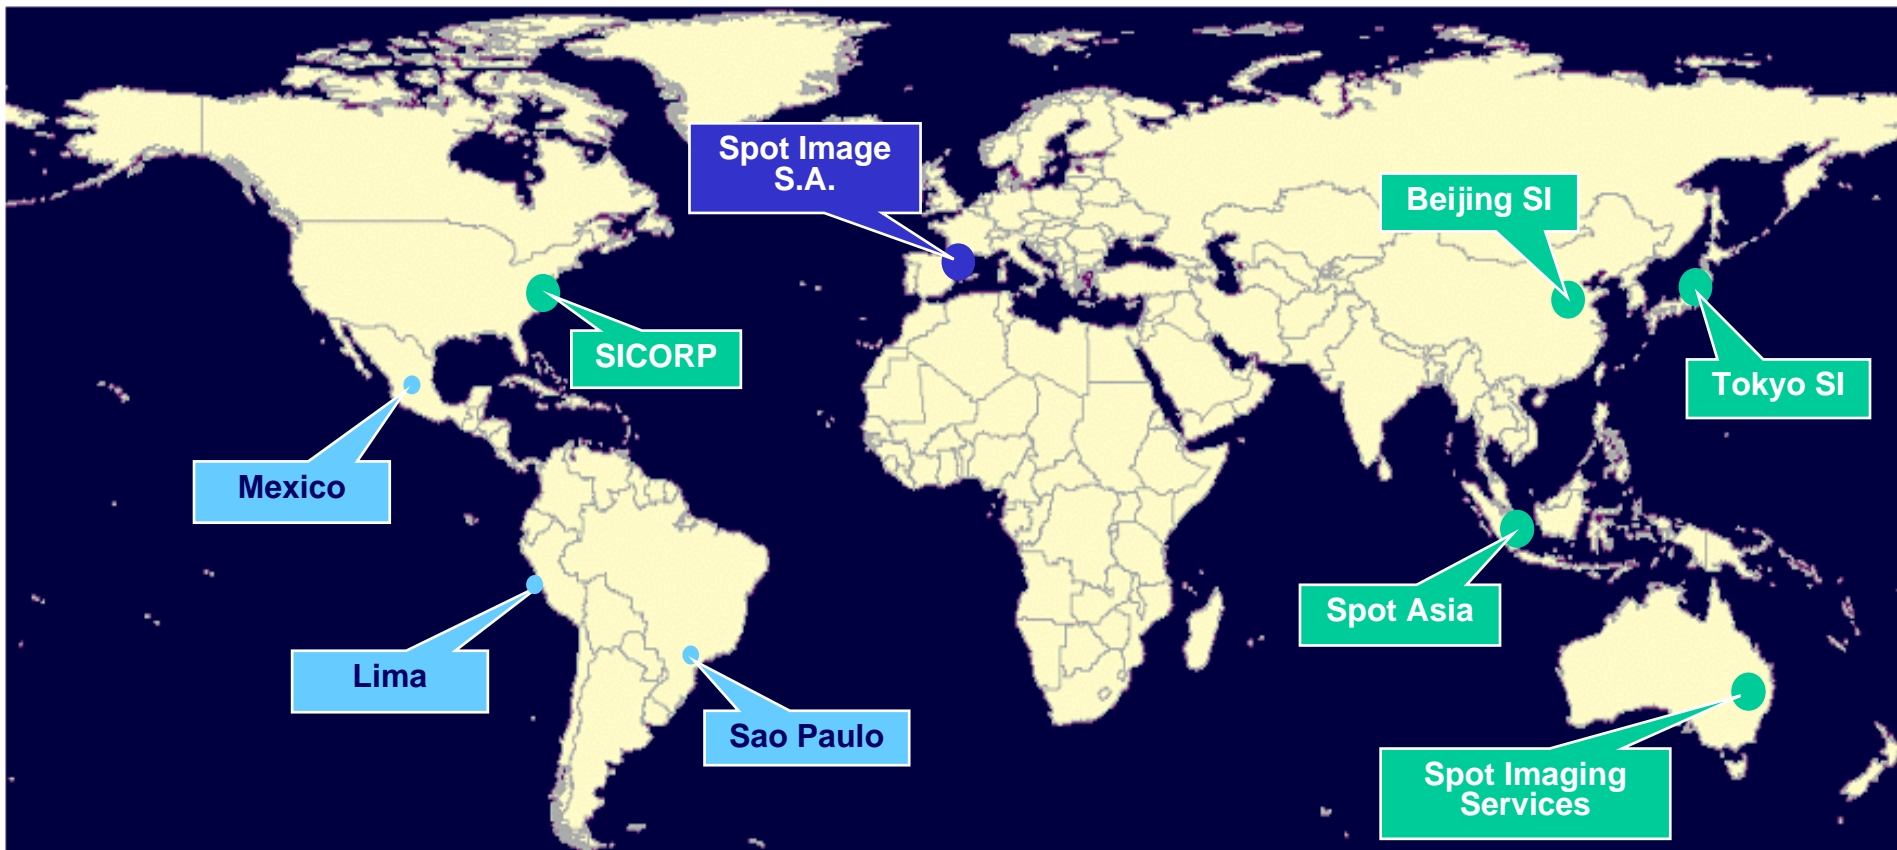 Spot Image
S.A.
Beijing SI
SICORP
Tokyo SI
Mexico
Spot Asia
Lima
Sao Paulo
Spot Imaging
Services